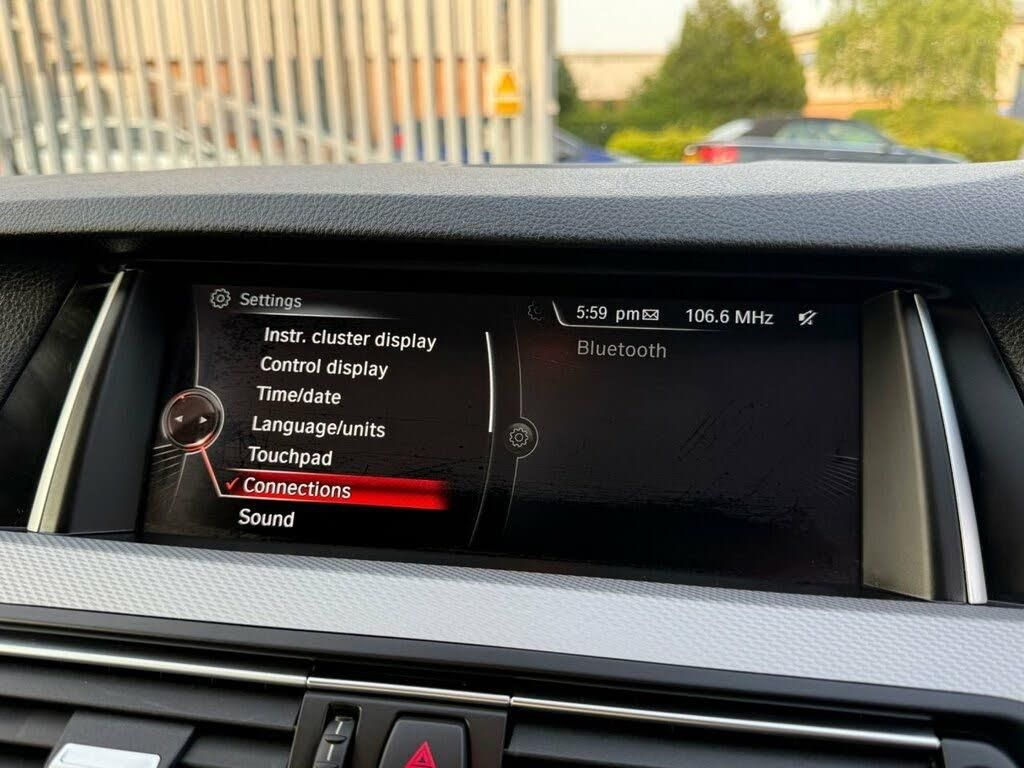 Settings
Instr. cluster display
Control display
Time/date
Language/units
Touchpad
✓ Connections
Sound
5:59 pm 106.6 MHz
Bluetooth